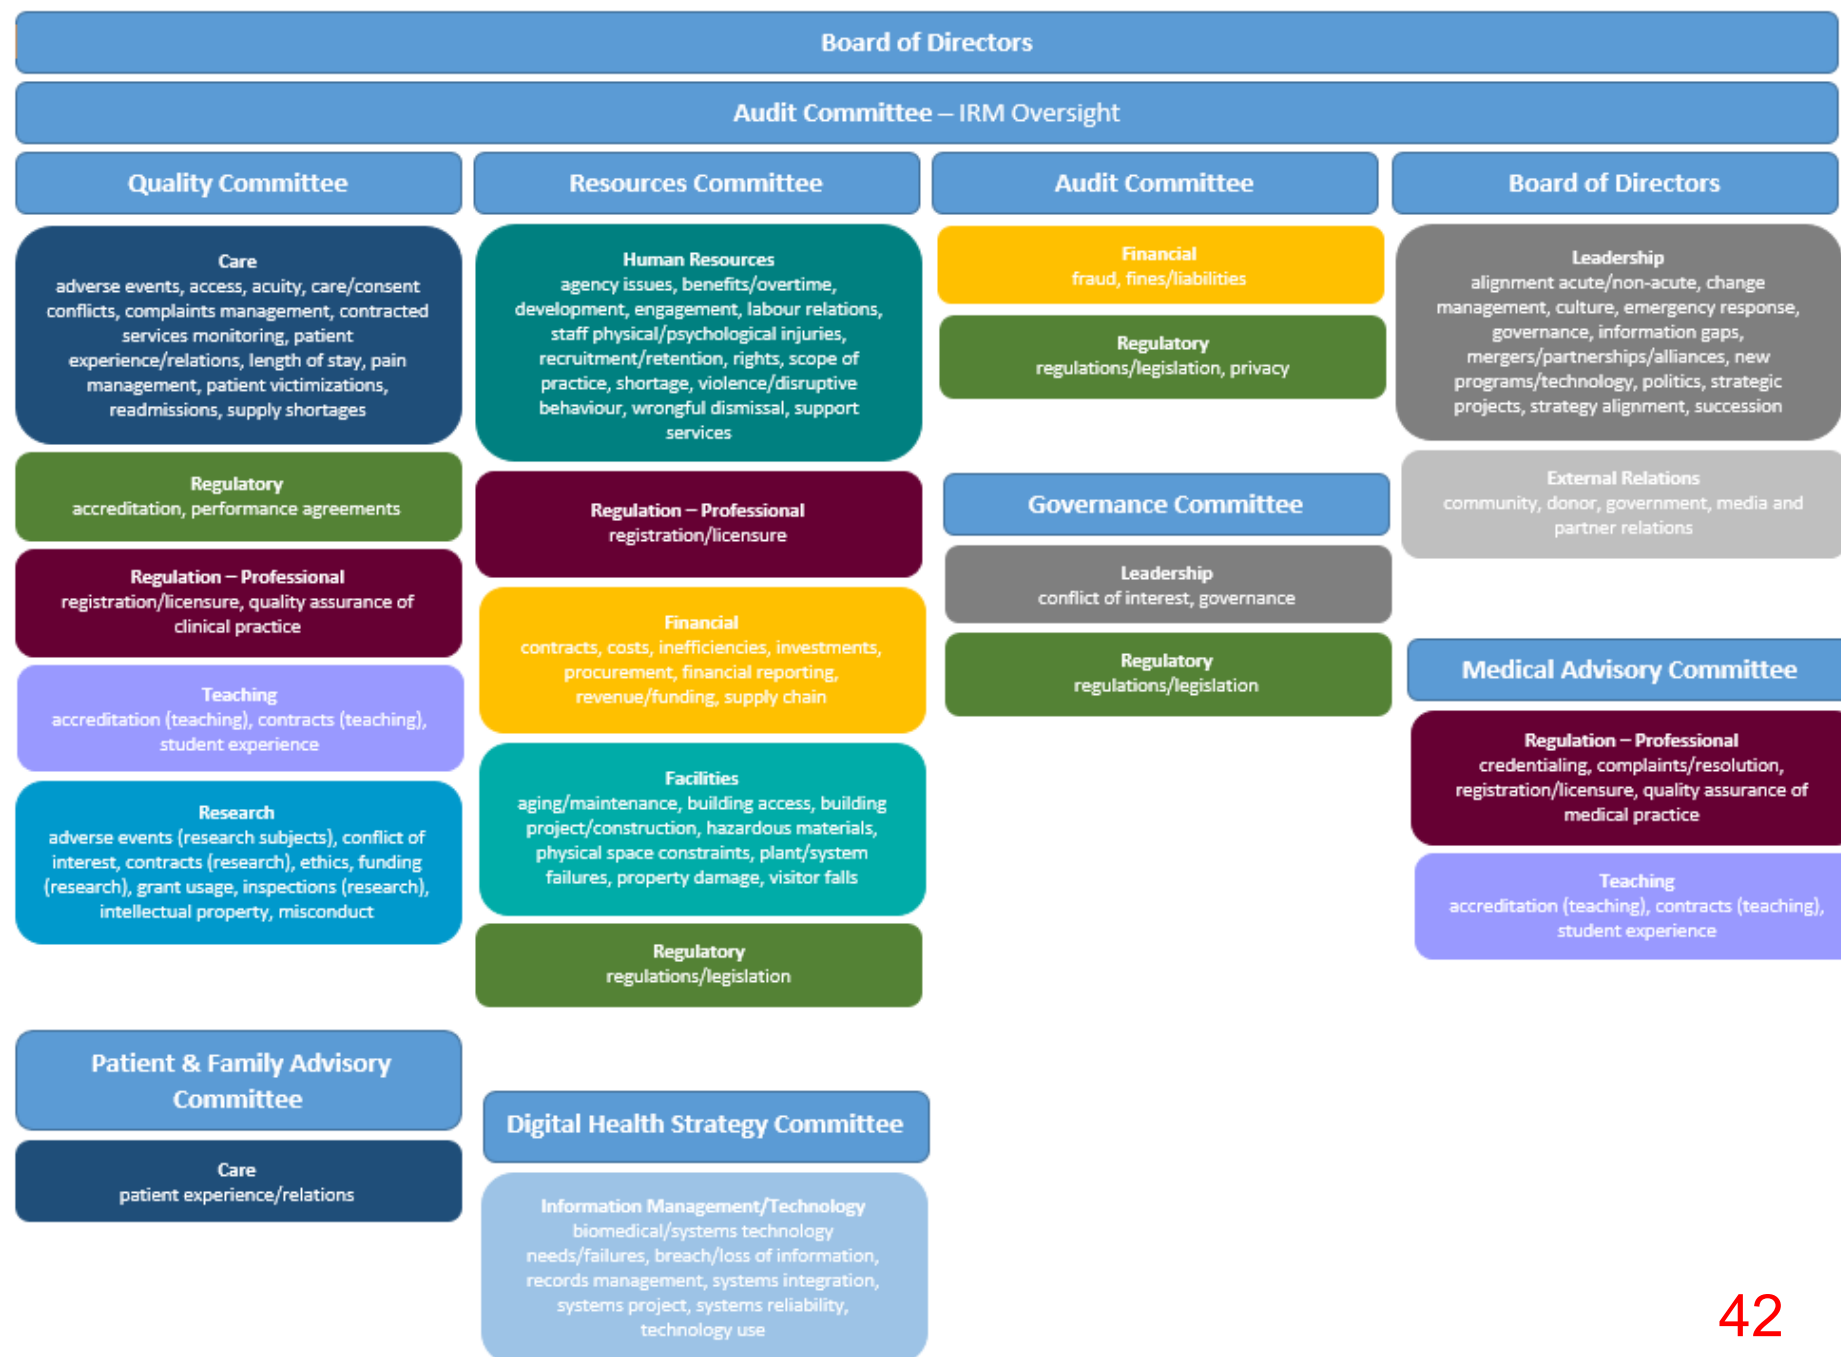 Board of Directors
Audit Committee – IRM Oversight
Quality Committee
Care
adverse events, access, acuity, care/consent
conflicts, complaints management, contracted
services monitoring, patient
experience/relations, length of stay, pain
management, patient victimizations,
readmissions, supply shortages
Regulatory
accreditation, performance agreements
Regulation – Professional
registration/licensure, quality assurance of
clinical practice
Teaching
accreditation (teaching), contracts (teaching),
student experience
Research
adverse events (research subjects), conflict of
interest, contracts (research), ethics, funding
(research), grant usage, inspections (research),
intellectual property, misconduct
Patient & Family Advisory
Committee
Care
patient experience/relations
Resources Committee
Human Resources
agency issues, benefits/overtime,
development, engagement, labour relations,
staff physical/psychological injuries,
recruitment/retention, rights, scope of
practice, shortage, violence/disruptive
behaviour, wrongful dismissal, support
services
Regulation – Professional
registration/licensure
Financial
contracts, costs, inefficiencies, investments,
procurement, financial reporting,
revenue/funding, supply chain
Facilities
aging/maintenance, building access, building
project/construction, hazardous materials,
physical space constraints, plant/system
failures, property damage, visitor falls
Regulatory
regulations/legislation
Digital Health Strategy Committee
Information Management/Technology
biomedical/systems technology
needs/failures, breach/loss of information,
records management, systems integration,
systems project, systems reliability,
technology use
Audit Committee
Financial
fraud, fines/liabilities
Regulatory
regulations/legislation, privacy
Governance Committee
Leadership
conflict of interest, governance
Regulatory
regulations/legislation
Board of Directors
Leadership
alignment acute/non-acute, change
management, culture, emergency response,
governance, information gaps,
mergers/partnerships/alliances, new
programs/technology, politics, strategic
projects, strategy alignment, succession
External Relations
community, donor, government, media and
partner relations
Medical Advisory Committee
Regulation – Professional
credentialing, complaints/resolution,
registration/licensure, quality assurance of
medical practice
Teaching
accreditation (teaching), contracts (teaching),
student experience
42